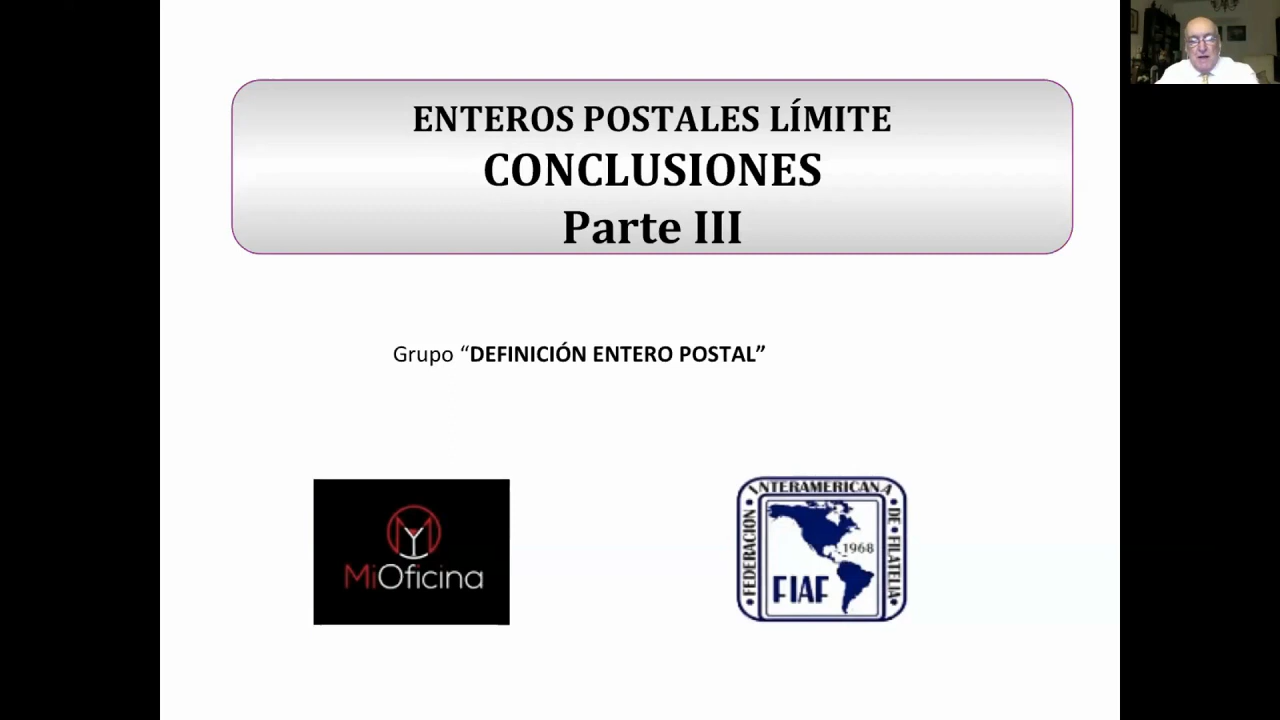 ENTEROS POSTALES LÍMITE
CONCLUSIONES
Parte III
Grupo “DEFINICIÓN ENTERO POSTAL”
MiOficina
FEDERACION INTERAMERICANA DE FILATELIA
1968
FIAF